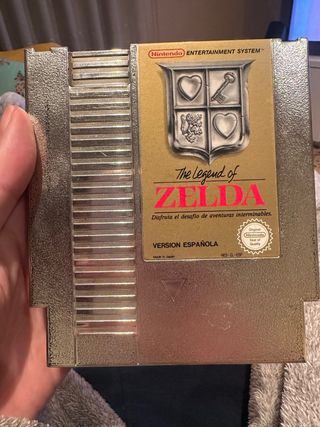 Nintendo ENTERTAINMENT SYSTEM™
The Legend of
ZELDA
Disfruta el desafío de aventuras interminables.
VERSION ESPAÑOLA
Original
Nintendo
Seal of
Quality
MADE IN JAPAN